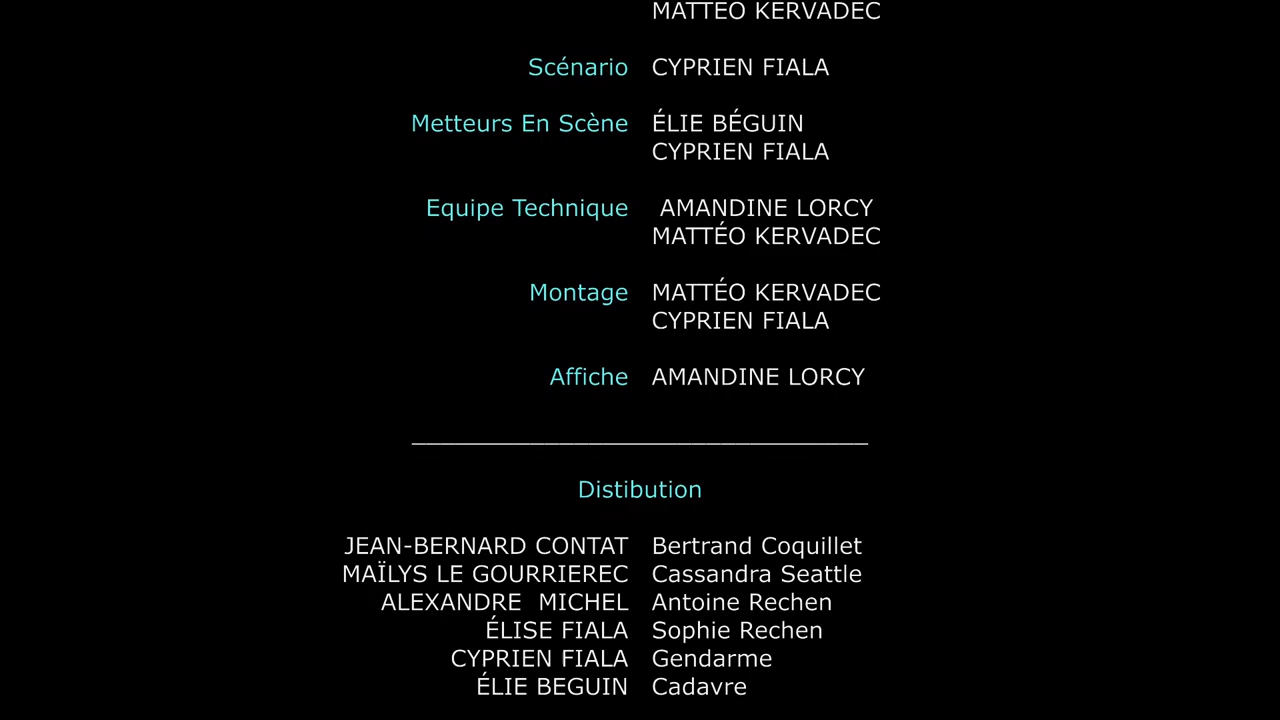 MATTÉO KERVADEC
Scénario CYPRIEN FIALA
Metteurs En Scène ÉLIE BÉGUIN
CYPRIEN FIALA
Equipe Technique AMANDINE LORCY
MATTÉO KERVADEC
Montage MATTÉO KERVADEC
CYPRIEN FIALA
Affiche AMANDINE LORCY
Distibution
JEAN-BERNARD CONTAT Bertrand Coquillet
MAÏLYS LE GOURRIEREC Cassandra Seattle
ALEXANDRE MICHEL Antoine Rechen
ÉLISE FIALA Sophie Rechen
CYPRIEN FIALA Gendarme
ÉLIE BEGUIN Cadavre